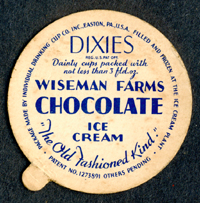 PACKAGE MADE BY INDIVIDUAL DRINKING CUP CO. INC., EASTON, PA., U.S.A. FILLED AND FROZEN AT THE ICE CREAM PLANT.
DIXIES
REG. U.S. PAT. OFF.
Dainty cups packed with
not less than 3 fld. oz.
WISEMAN FARMS
CHOCOLATE
ICE
CREAM
"The Old Fashioned Kind"
PATENT NO. 1273891 OTHERS PENDING